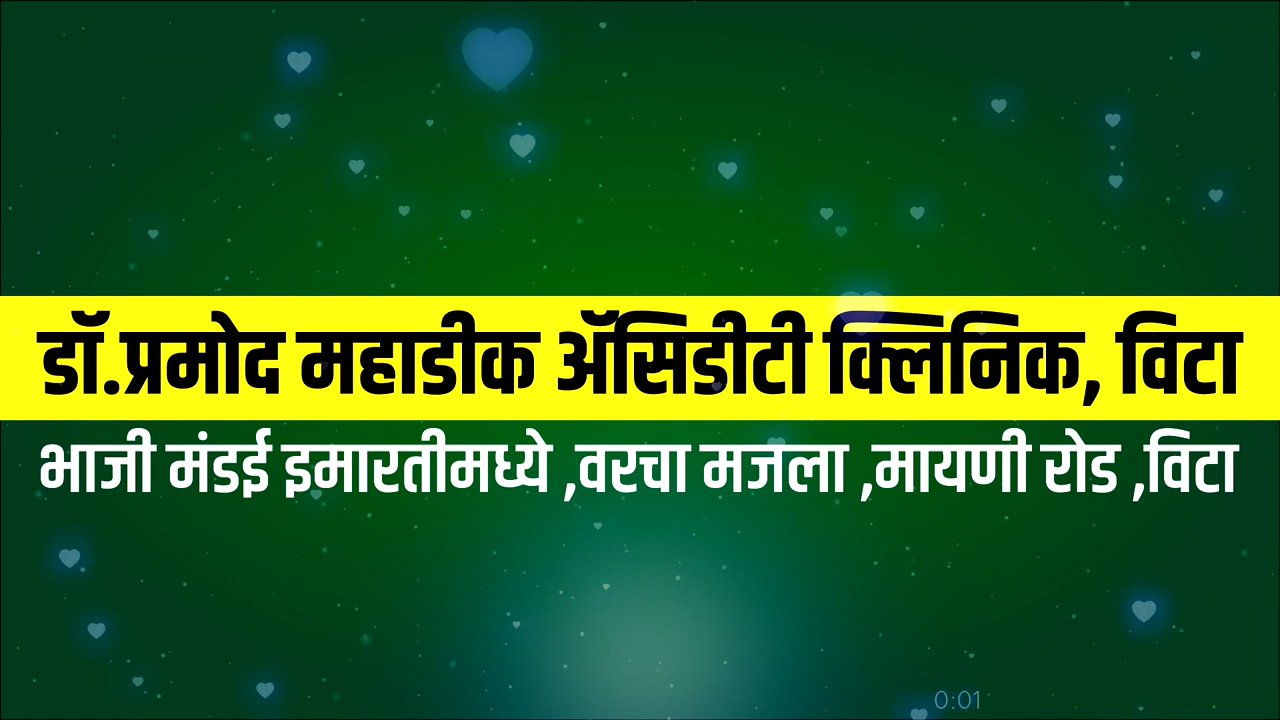 डॉ.प्रमोद महाडीक ॲसिडीटी क्लिनिक, विटा
भाजी मंडई इमारतीमध्ये ,वरचा मजला ,मायणी रोड ,विटा
0:01